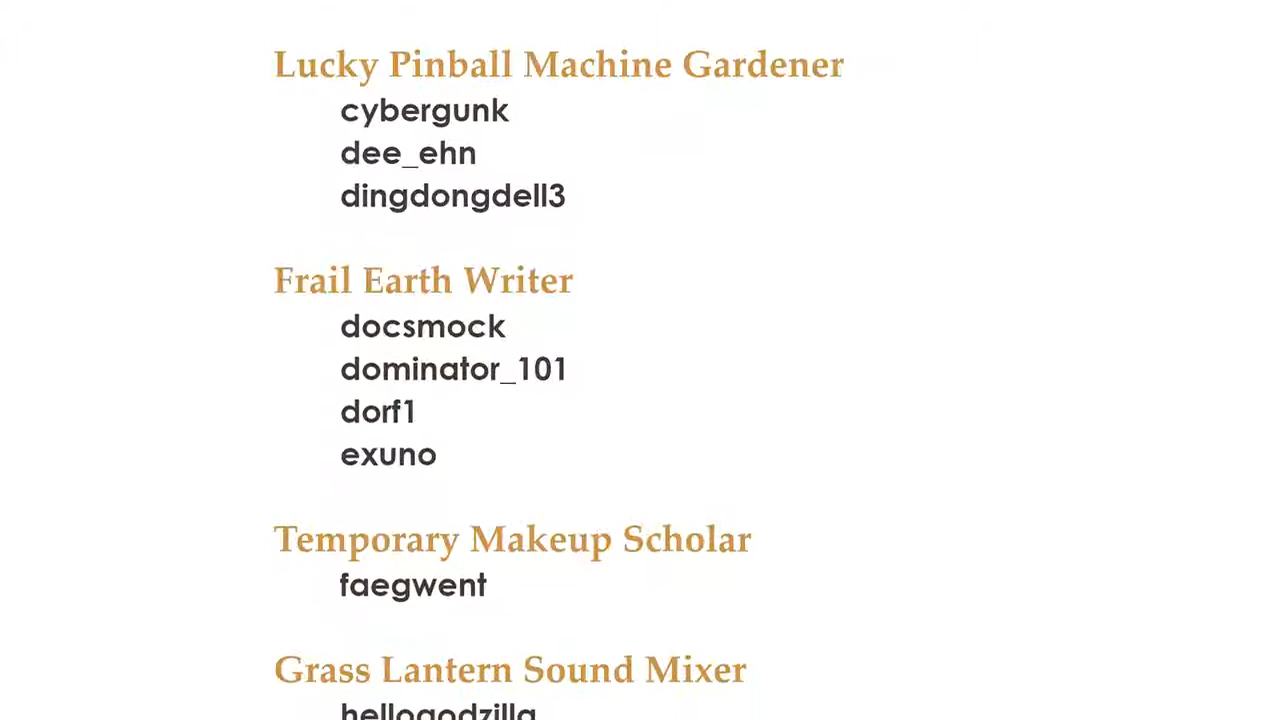 Lucky Pinball Machine Gardener
cybergunk
dee_ehn
dingdongdell3
Frail Earth Writer
docsmock
dominator_101
dorf1
exuno
Temporary Makeup Scholar
faegwent
Grass Lantern Sound Mixer
hellogodzilla